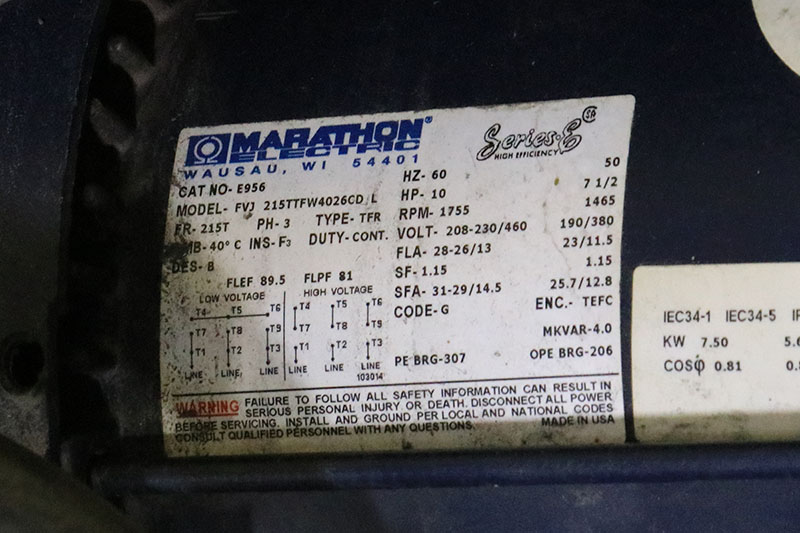 MARATHON®
ELECTRIC
WAUSAU, WI 54401
Series-E
HIGH EFFICIENCY
CAT NO- E956
MODEL- FVJ 215TTFW4026CD L
FR- 215T PH- 3 TYPE- TFR
AMB-40° C INS-F3 DUTY-CONT.
DES- B
FLEF 89.5 FLPF 81
HZ- 60 50
HP- 10 7 1/2
RPM- 1755 1465
VOLT- 208-230/460 190/380
FLA- 28-26/13 23/11.5
SF- 1.15 1.15
SFA- 31-29/14.5 25.7/12.8
CODE-G ENC.- TEFC
MKVAR-4.0
PE BRG-307 OPE BRG-206
LOW VOLTAGE HIGH VOLTAGE
T4 T5 T6 T4 T5 T6
T7 T8 T9 T7 T8 T9
T1 T2 T3 T1 T2 T3
LINE LINE LINE LINE LINE LINE
103014
WARNING FAILURE TO FOLLOW ALL SAFETY INFORMATION CAN RESULT IN
SERIOUS PERSONAL INJURY OR DEATH. DISCONNECT ALL POWER
BEFORE SERVICING. INSTALL AND GROUND PER LOCAL AND NATIONAL CODES
CONSULT QUALIFIED PERSONNEL WITH ANY QUESTIONS. MADE IN USA
IEC34-1 IEC34-5
KW 7.50
COSϕ 0.81